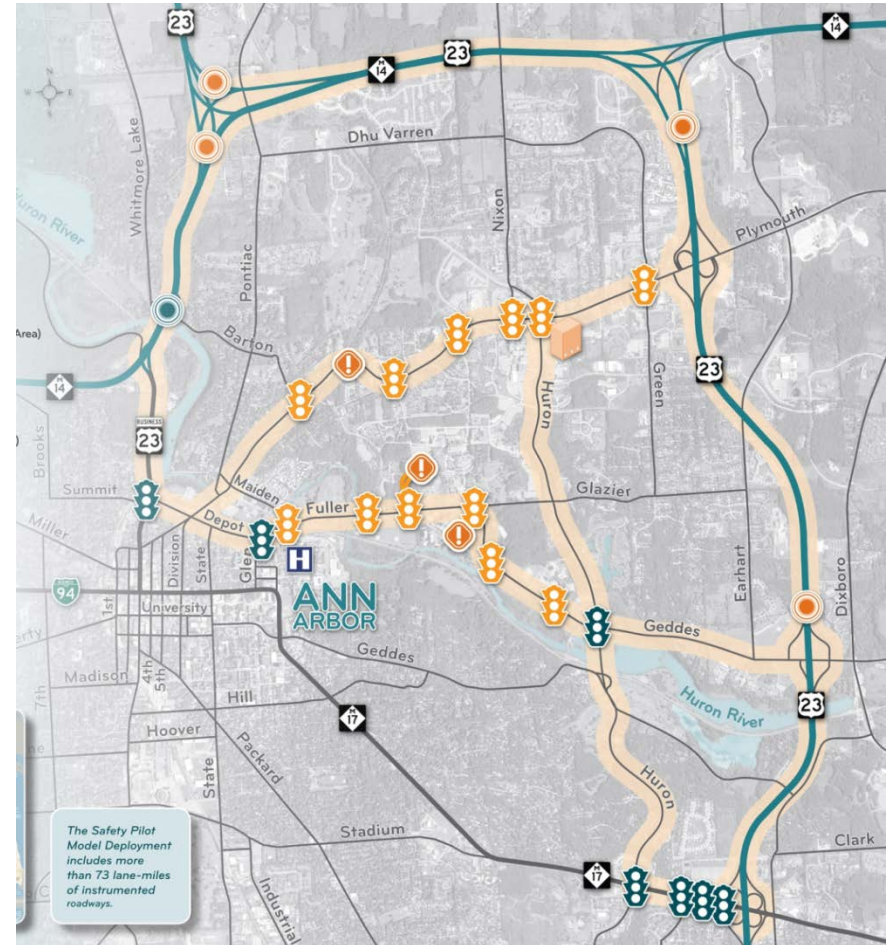 23
M
14
23
M
14
Dhu Varren
Whitmore Lake
Huron River
Nixon
Plymouth
Pontiac
Area)
Barton
23
M
14
BUSINESS
23
Huron
Green
Brooks
)
Summit
Maiden
Fuller
Glazier
Miller
Depot
Division
State
Glen
H
Earhart
Dixboro
94
1st
University
ANN
ARBOR
Geddes
erty
4th
5th
Geddes
Madison
7th
Hill
M
17
Huron River
23
Hoover
ne
State
Packard
Huron
The Safety Pilot
Model Deployment
includes more
than 73 lane-miles
of instrumented
roadways.
Stadium
Clark
M
17
Industrial